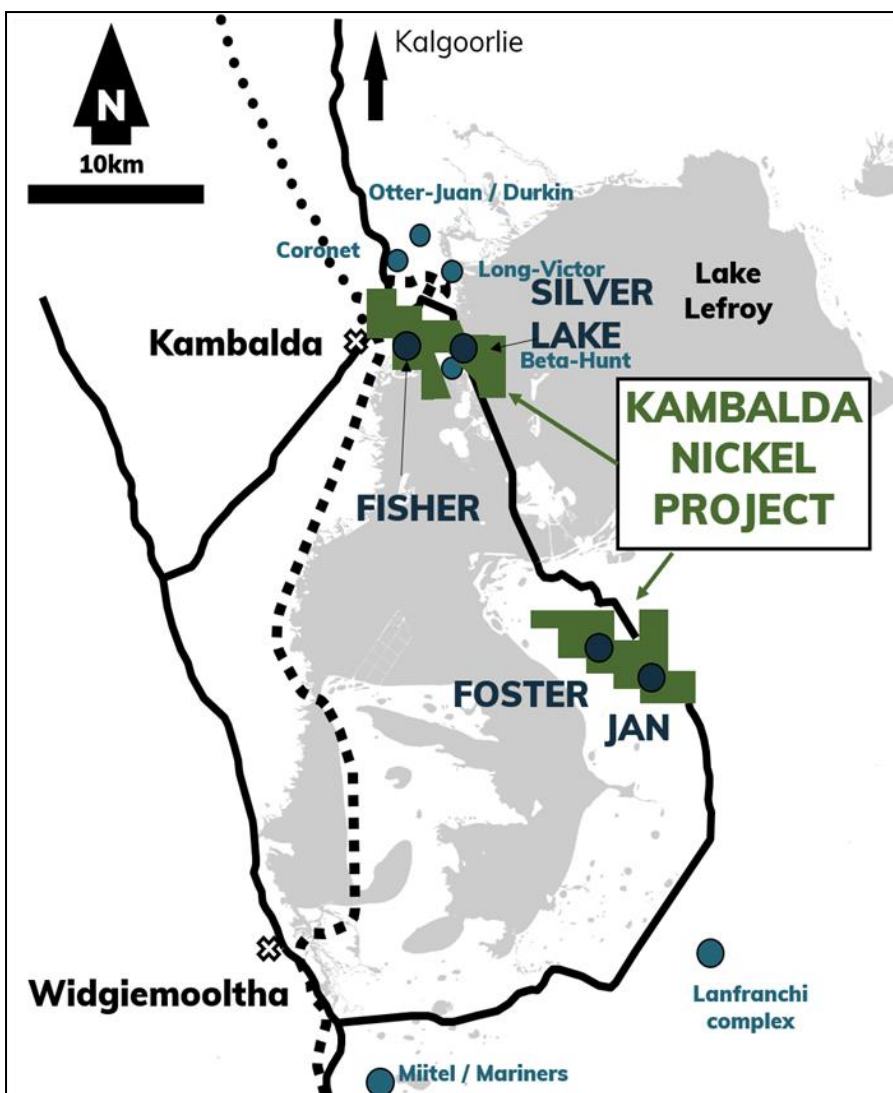 Kalgoorlie
N
10km
Otter-Juan / Durkin
Coronet
Long-Victor
SILVER
LAKE
Lake
Lefroy
Kambalda
Beta-Hunt
KAMBALDA
NICKEL
PROJECT
FISHER
FOSTER
JAN
Widgiemooltha
Lanfranchi
complex
Miitel / Mariners